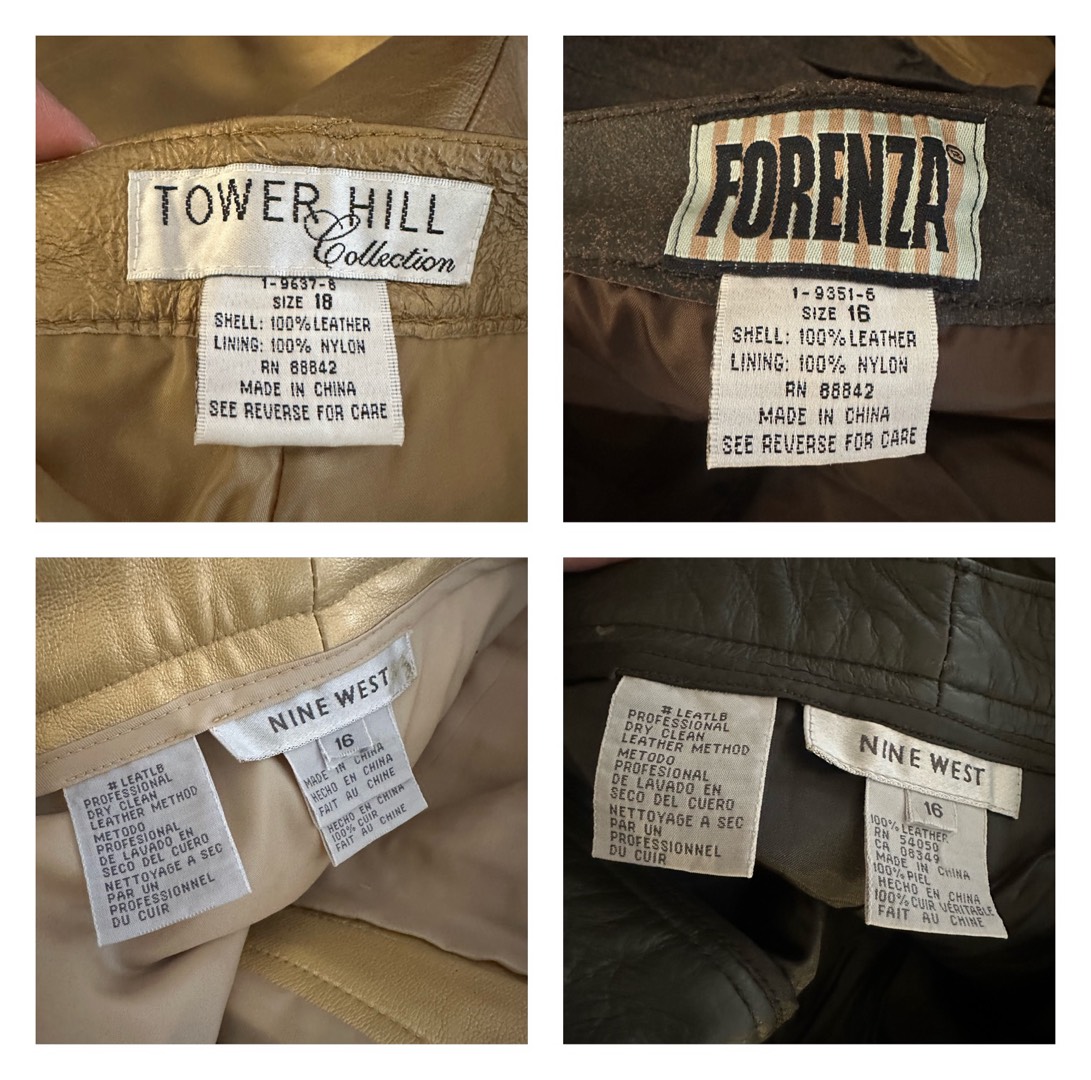 TOWER HILL
Collection
1-9637-8
SIZE 18
SHELL: 100% LEATHER
LINING: 100% NYLON
RN 88842
MADE IN CHINA
SEE REVERSE FOR CARE
FORENZA®
1-9351-6
SIZE 16
SHELL: 100% LEATHER
LINING: 100% NYLON
RN 88842
MADE IN CHINA
SEE REVERSE FOR CARE
#LEATLB
PROFESSIONAL
DRY CLEAN
LEATHER METHOD
METODO
PROFESIONAL
DE LAVADO EN
SECO DEL CUERO
NETTOYAGE A SEC
PAR UN
PROFESSIONNEL
DU CUIR
NINE WEST
16
MADE IN CHINA
HECHO EN CHINA
FAIT AU CHINE
HECHO EN CHINA
100% CUIR
FAIT AU CHINE
#LEATLB
PROFESSIONAL
DRY CLEAN
LEATHER METHOD
METODO
PROFESIONAL
DE LAVADO EN
SECO DEL CUERO
NETTOYAGE A SEC
PAR UN
PROFESSIONNEL
DU CUIR
NINE WEST
16
100% LEATHER
RN 54050
CA 08349
MADE IN CHINA
100% PIEL
HECHO EN CHINA
100% CUIR VERITABLE
FAIT AU CHINE